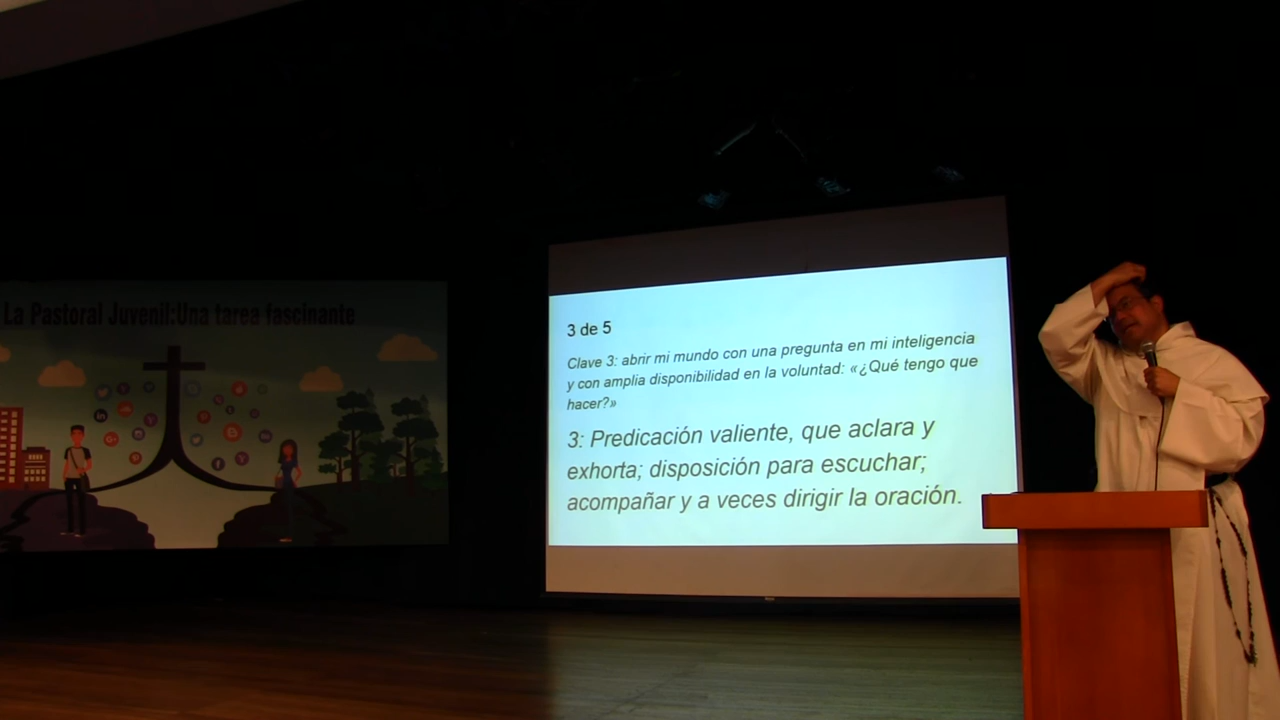 La Pastoral Juvenil:Una tarea fascinante
3 de 5
Clave 3: abrir mi mundo con una pregunta en mi inteligencia
y con amplia disponibilidad en la voluntad: «¿Qué tengo que
hacer?»
3: Predicación valiente, que aclara y
exhorta; disposición para escuchar;
acompañar y a veces dirigir la oración.